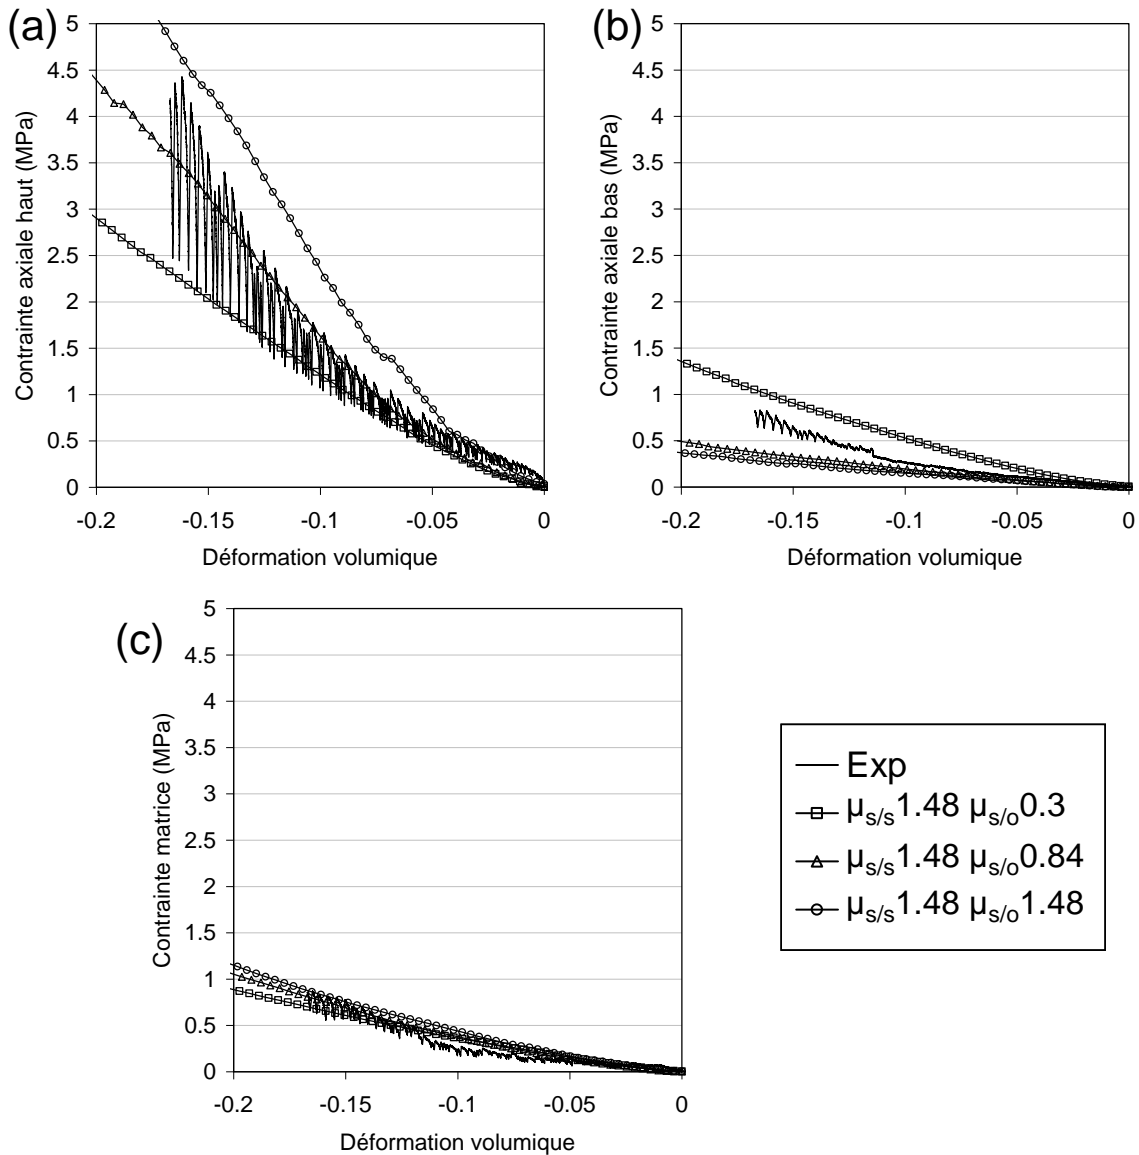 (a)
Contrainte axiale haut (MPa)
5
4.5
4
3.5
3
2.5
2
1.5
1
0.5
0
-0.2 -0.15 -0.1 -0.05 0
Déformation volumique
(b)
Contrainte axiale bas (MPa)
5
4.5
4
3.5
3
2.5
2
1.5
1
0.5
0
-0.2 -0.15 -0.1 -0.05 0
Déformation volumique
(c)
Contrainte matrice (MPa)
5
4.5
4
3.5
3
2.5
2
1.5
1
0.5
0
-0.2 -0.15 -0.1 -0.05 0
Déformation volumique
Exp
μs/s1.48 μs/o0.3
μs/s1.48 μs/o0.84
μs/s1.48 μs/o1.48